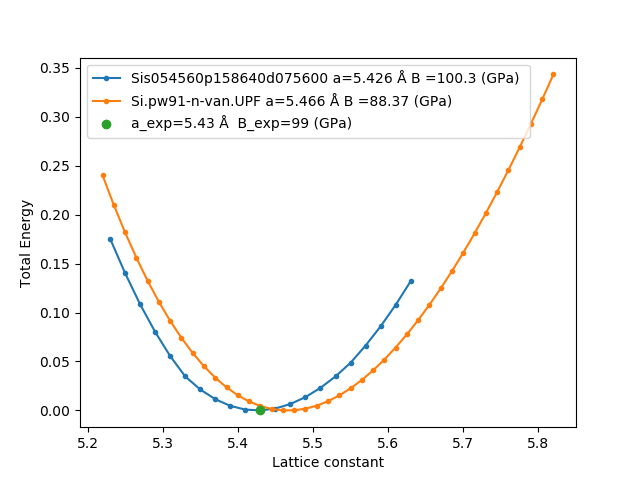 0.35
0.30
0.25
0.20
0.15
0.10
0.05
0.00
Total Energy
Sis054560p158640d075600 a=5.426 Å B =100.3 (GPa)
Si.pw91-n-van.UPF a=5.466 Å B =88.37 (GPa)
a_exp=5.43 Å  B_exp=99 (GPa)
5.2 5.3 5.4 5.5 5.6 5.7 5.8
Lattice constant